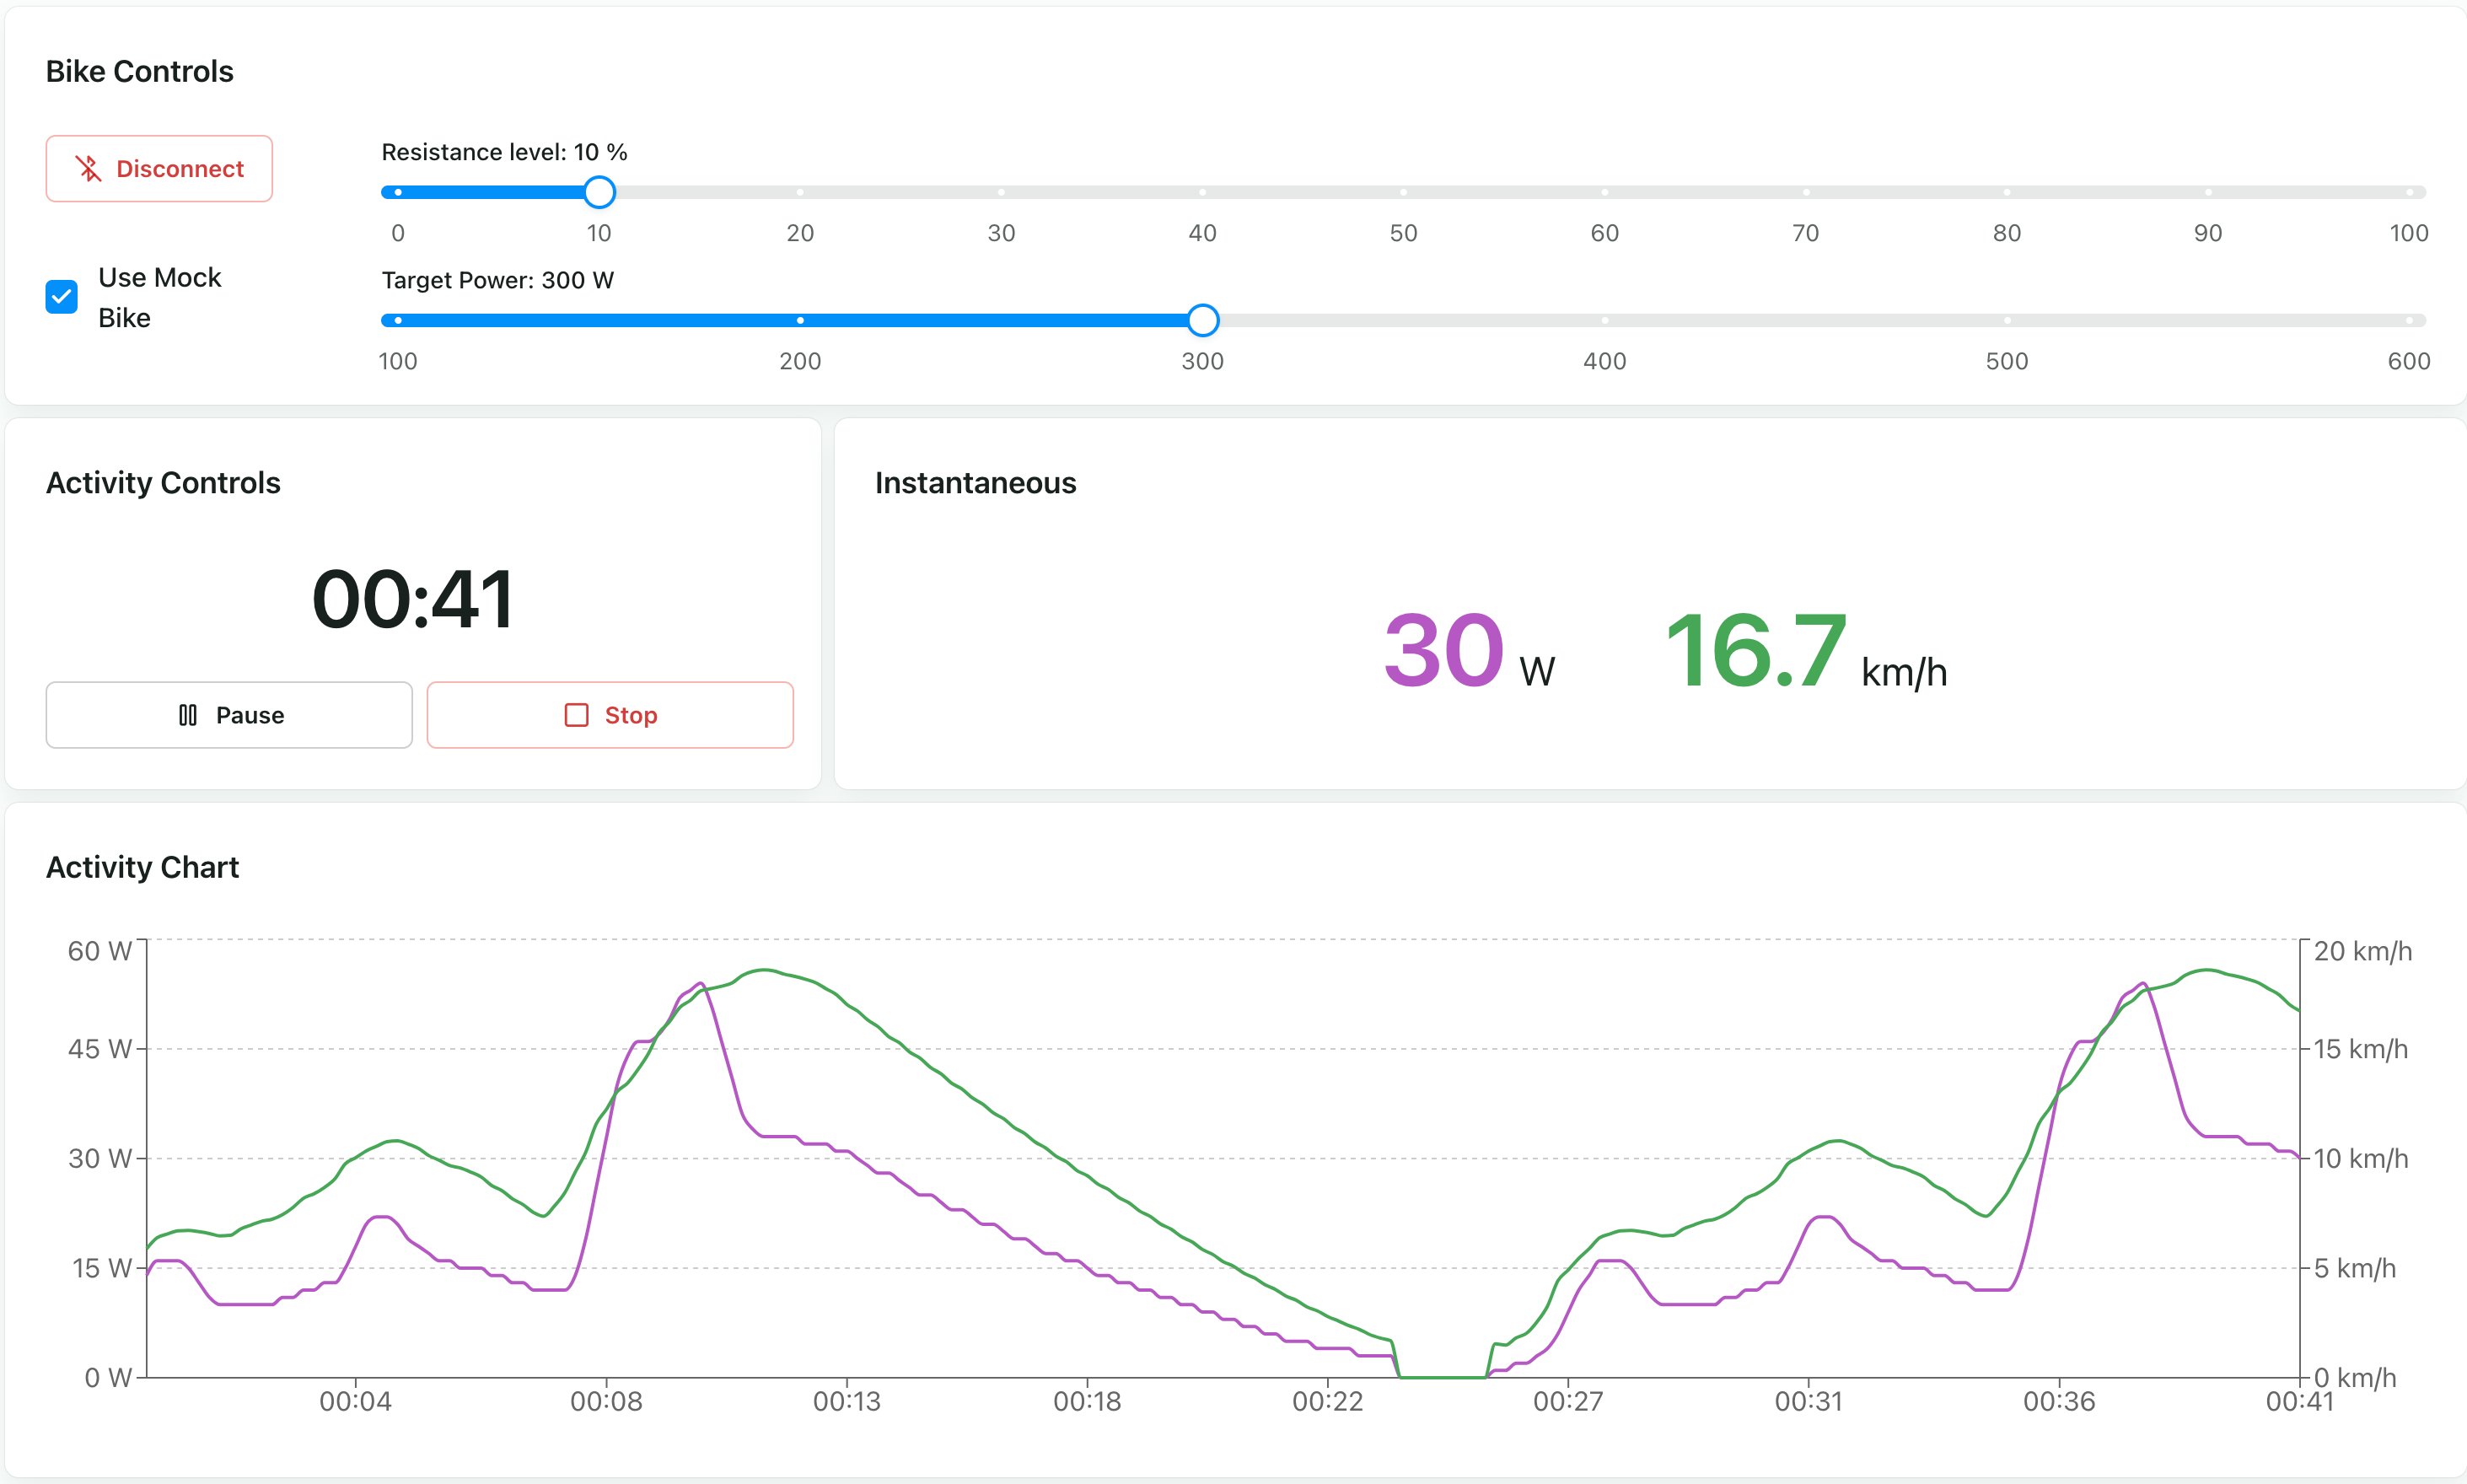 Bike Controls
Disconnect
Resistance level: 10 %
0 10 20 30 40 50 60 70 80 90 100
Use Mock
Bike
Target Power: 300 W
100 200 300 400 500 600
Activity Controls
00:41
Pause
Stop
Instantaneous
30 W
16.7 km/h
Activity Chart
60 W
45 W
30 W
15 W
0 W
20 km/h
15 km/h
10 km/h
5 km/h
0 km/h
00:04 00:08 00:13 00:18 00:22 00:27 00:31 00:36 00:41